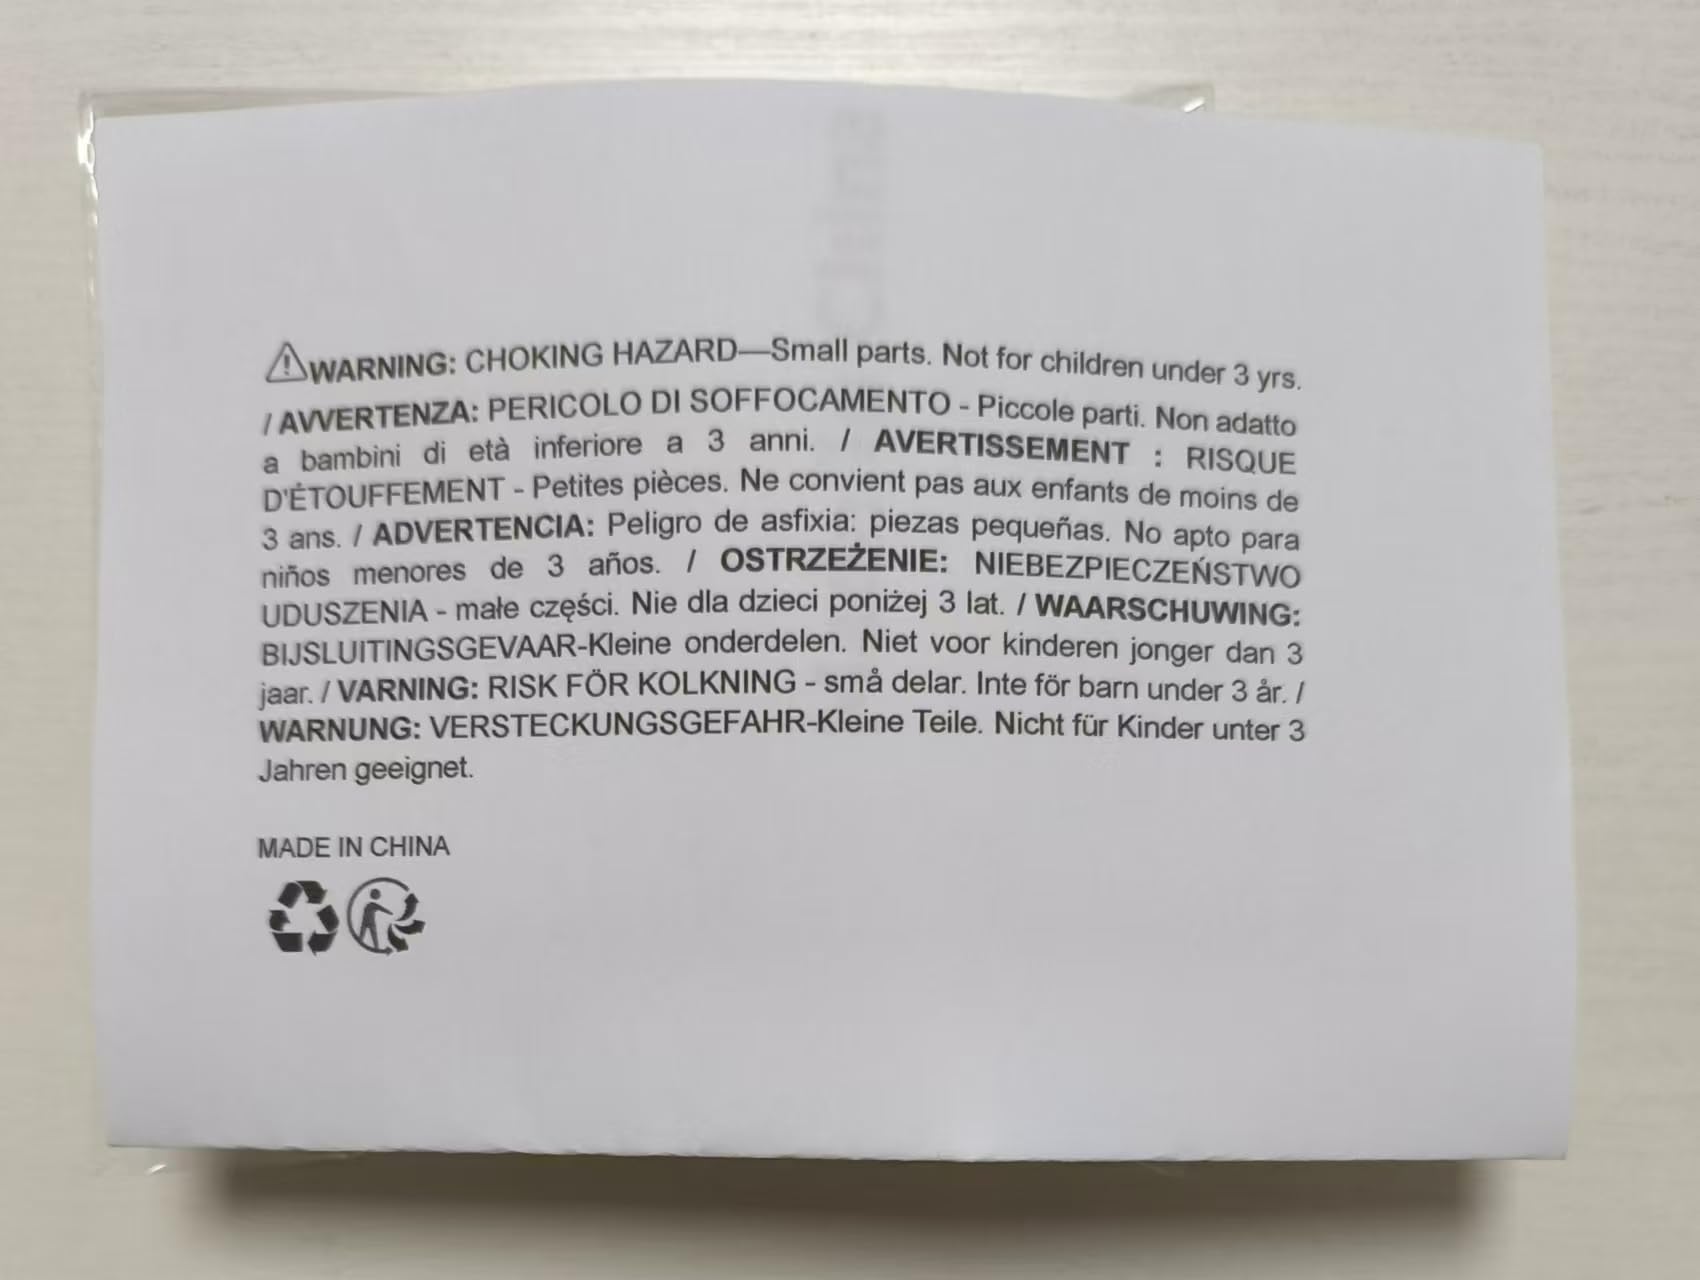 ⚠WARNING: CHOKING HAZARD—Small parts. Not for children under 3 yrs.
/ AVVERTENZA: PERICOLO DI SOFFOCAMENTO - Piccole parti. Non adatto
a bambini di età inferiore a 3 anni. / AVERTISSEMENT : RISQUE
D'ÉTOUFFEMENT - Petites pièces. Ne convient pas aux enfants de moins de
3 ans. / ADVERTENCIA: Peligro de asfixia: piezas pequeñas. No apto para
niños menores de 3 años. / OSTRZEŻENIE: NIEBEZPIECZEŃSTWO
UDUSZENIA - małe części. Nie dla dzieci poniżej 3 lat. / WAARSCHUWING:
BIJSLUITINGSGEVAAR-Kleine onderdelen. Niet voor kinderen jonger dan 3
jaar. / VARNING: RISK FÖR KOLKNING - små delar. Inte för barn under 3 år. /
WARNUNG: VERSTECKUNGSGEFAHR-Kleine Teile. Nicht für Kinder unter 3
Jahren geeignet.
MADE IN CHINA